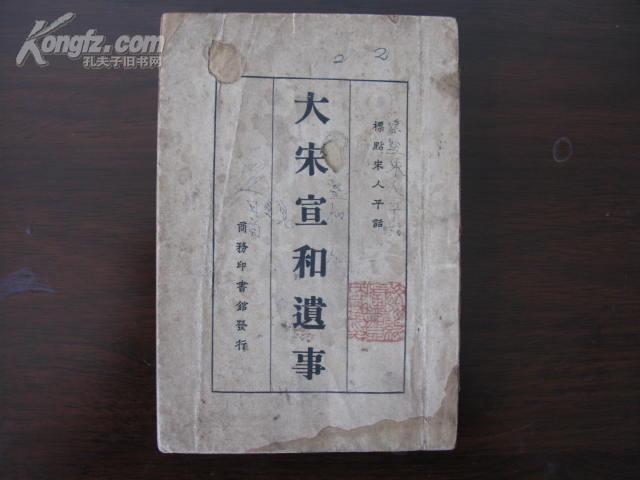 Kongfz.com
孔夫子旧书网
22
標點宋人平話
大宋宣和遺事
商務印書館發行